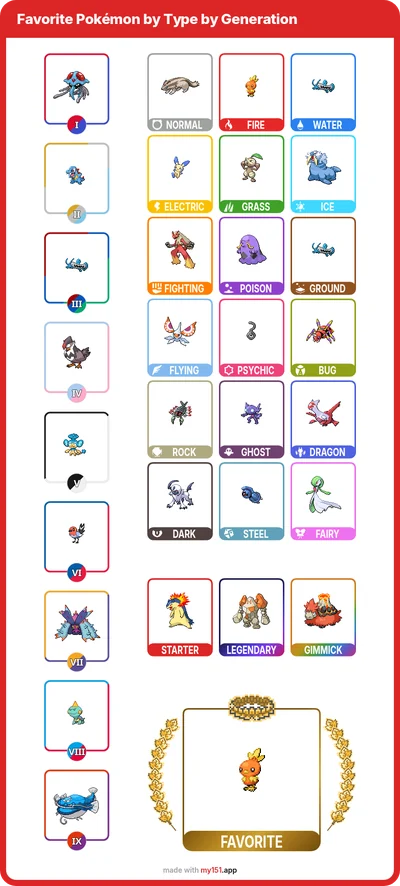 Favorite Pokémon by Type by Generation
I
NORMAL
FIRE
WATER
II
ELECTRIC
GRASS
ICE
III
FIGHTING
POISON
GROUND
IV
FLYING
PSYCHIC
BUG
V
ROCK
GHOST
DRAGON
VI
DARK
STEEL
FAIRY
VII
STARTER
LEGENDARY
GIMMICK
VIII
IX
FAVORITE
made with my151.app